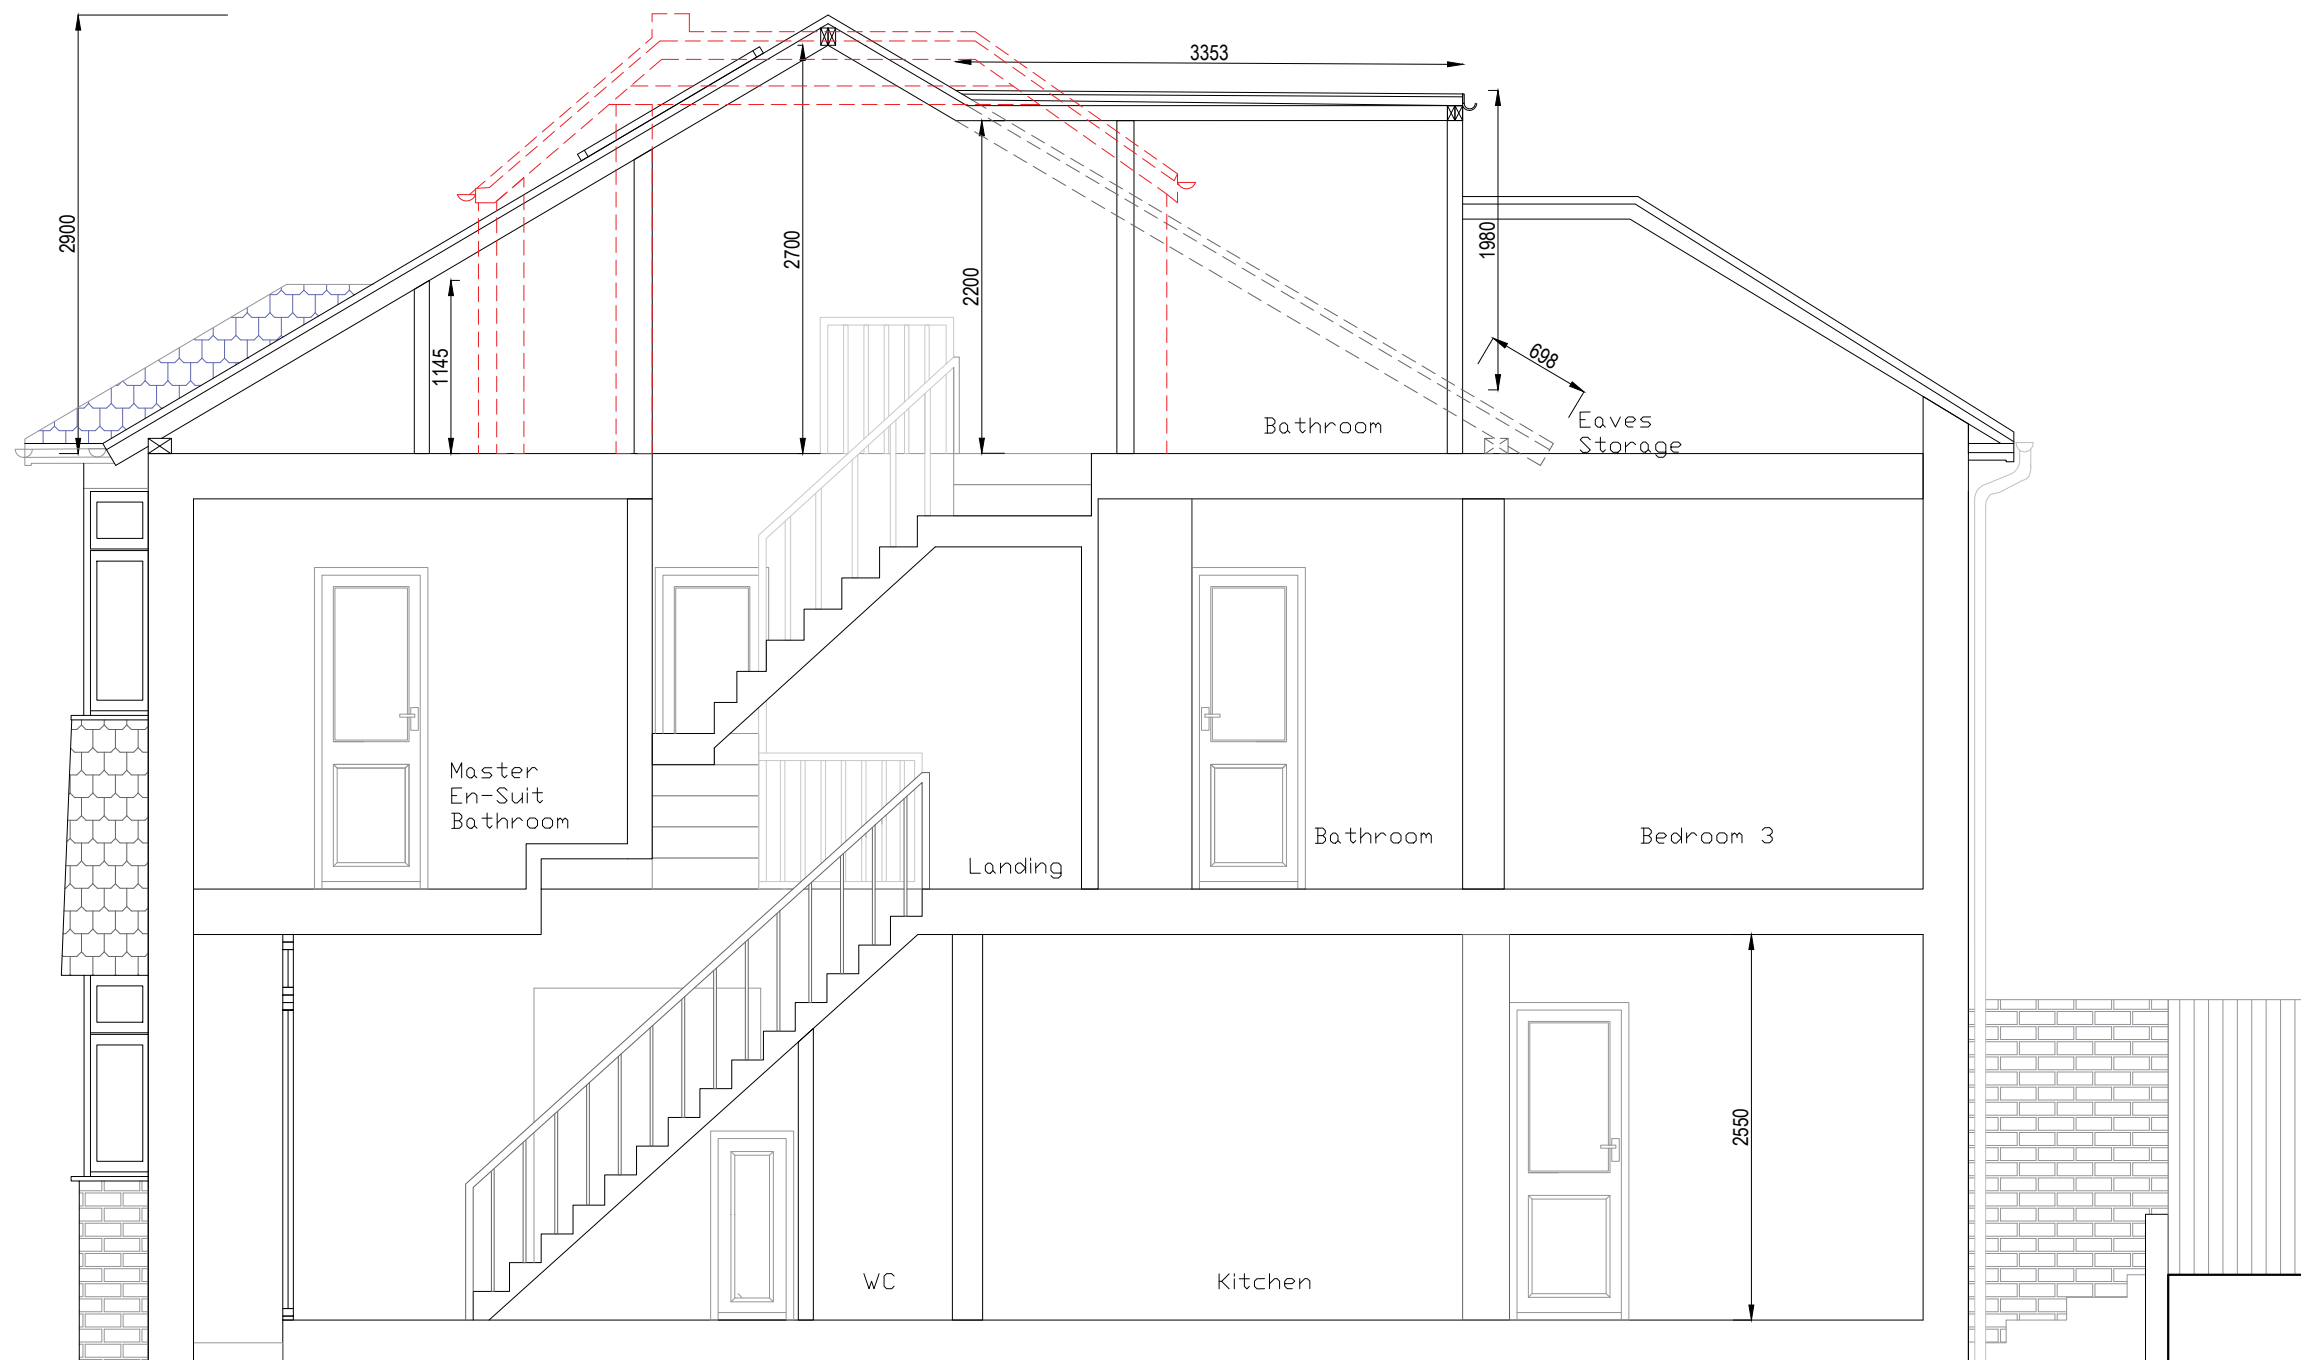 3353
2900
2700
2200
1980
1145
698
Bathroom
Eaves
Storage
Master
En-Suit
Bathroom
Landing
Bathroom
Bedroom 3
2550
WC
Kitchen